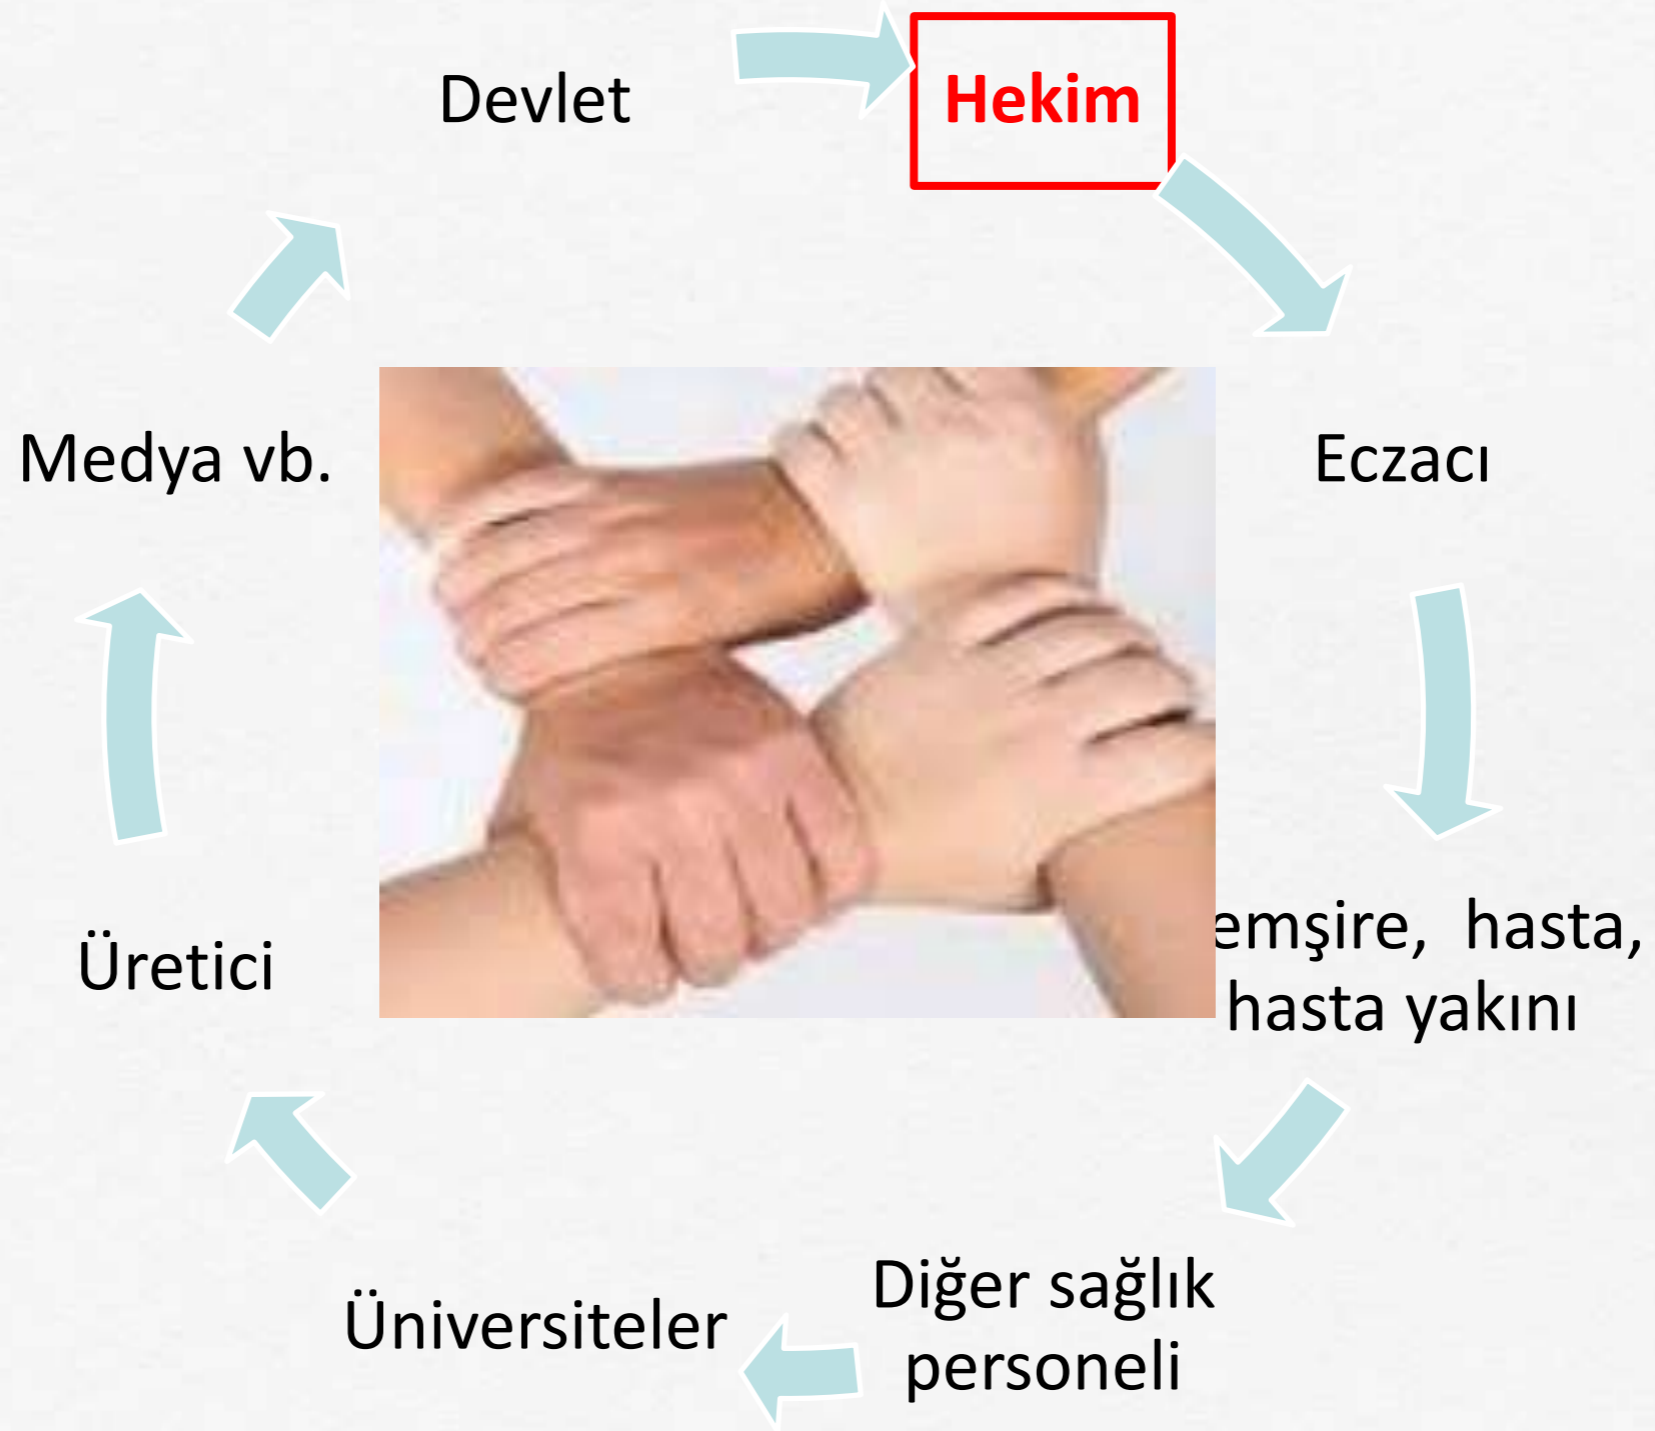 Devlet
Hekim
Medya vb.
Eczacı
Üretici
emşire, hasta,
hasta yakını
Üniversiteler
Diğer sağlık
personeli